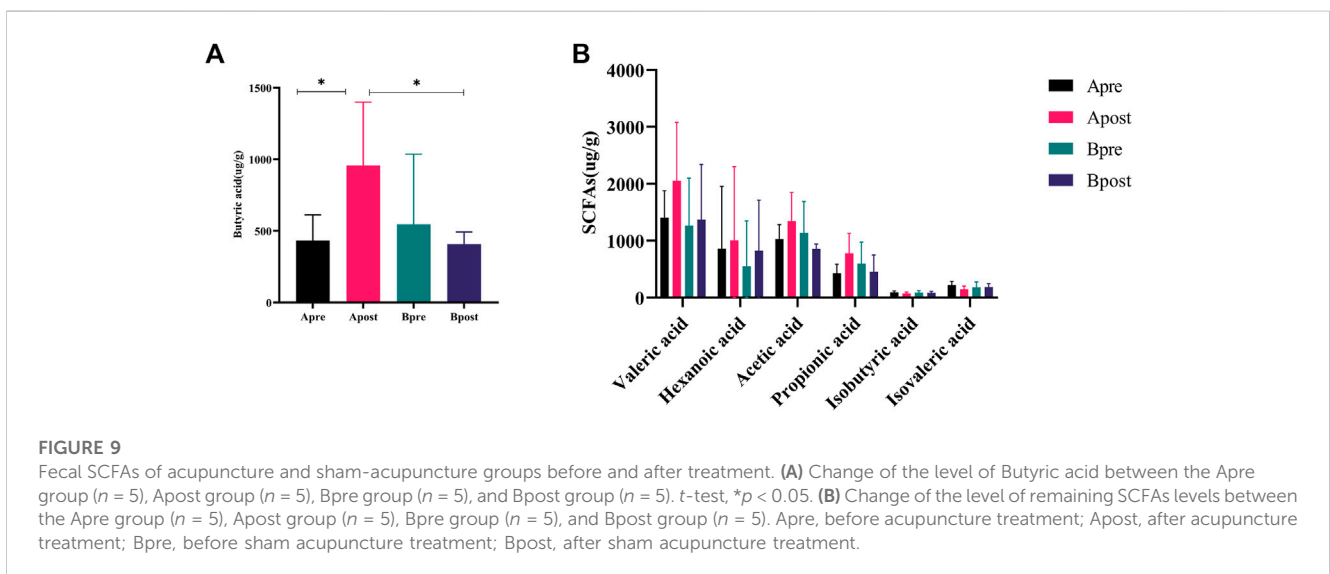 A
B
Butyric acid(ug/g)
1500
1000
500
0
*
*
Apre
Apost
Bpre
Bpost
SCFAs(ug/g)
4000
3000
2000
1000
0
Valeric acid
Hexanoic acid
Acetic acid
Propionic acid
Isobutyric acid
Isovaleric acid
Apre
Apost
Bpre
Bpost
FIGURE 9
Fecal SCFAs of acupuncture and sham-acupuncture groups before and after treatment. (A) Change of the level of Butyric acid between the Apre
group (n = 5), Apost group (n = 5), Bpre group (n = 5), and Bpost group (n = 5). t-test, *p < 0.05. (B) Change of the level of remaining SCFAs levels between
the Apre group (n = 5), Apost group (n = 5), Bpre group (n = 5), and Bpost group (n = 5). Apre, before acupuncture treatment; Apost, after acupuncture
treatment; Bpre, before sham acupuncture treatment; Bpost, after sham acupuncture treatment.